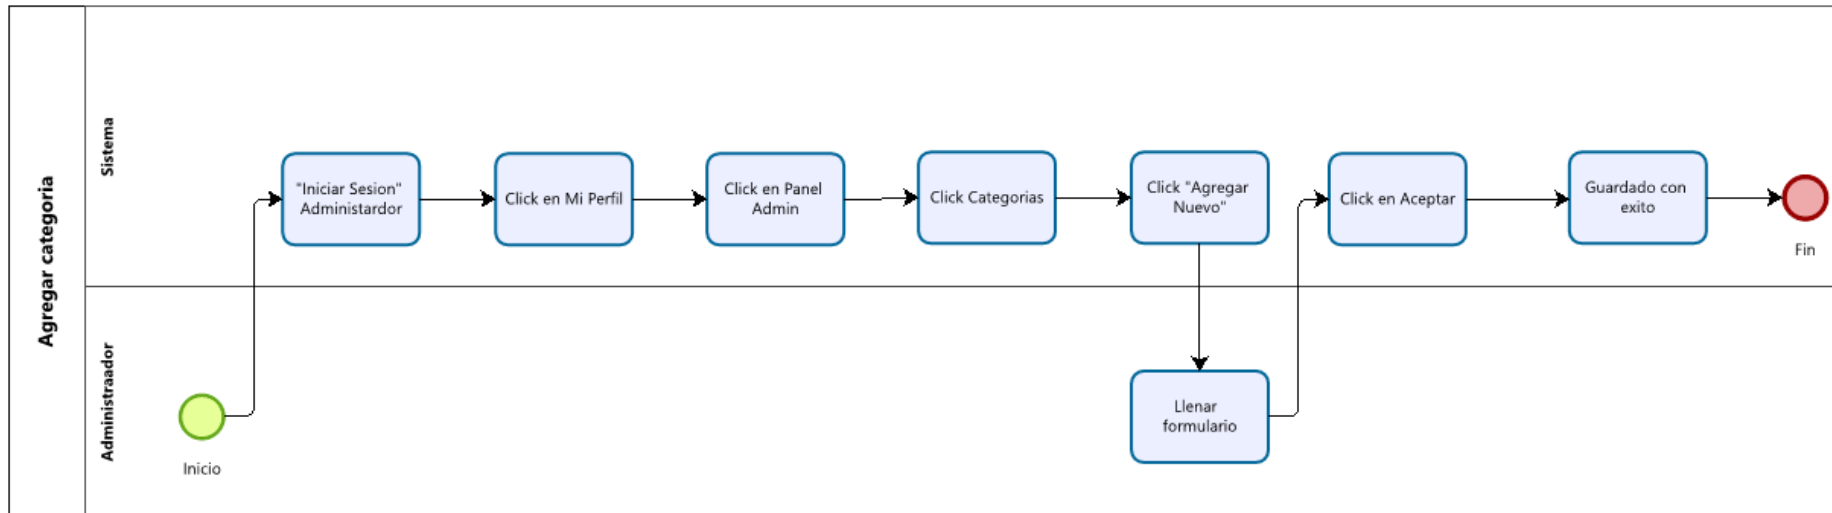 Agregar categoria
Sistema
"Iniciar Sesion"
Administardor
Click en Mi Perfil
Click en Panel
Admin
Click Categorias
Click "Agregar
Nuevo"
Click en Aceptar
Guardado con
exito
Fin
Administraador
Inicio
Llenar
formulario